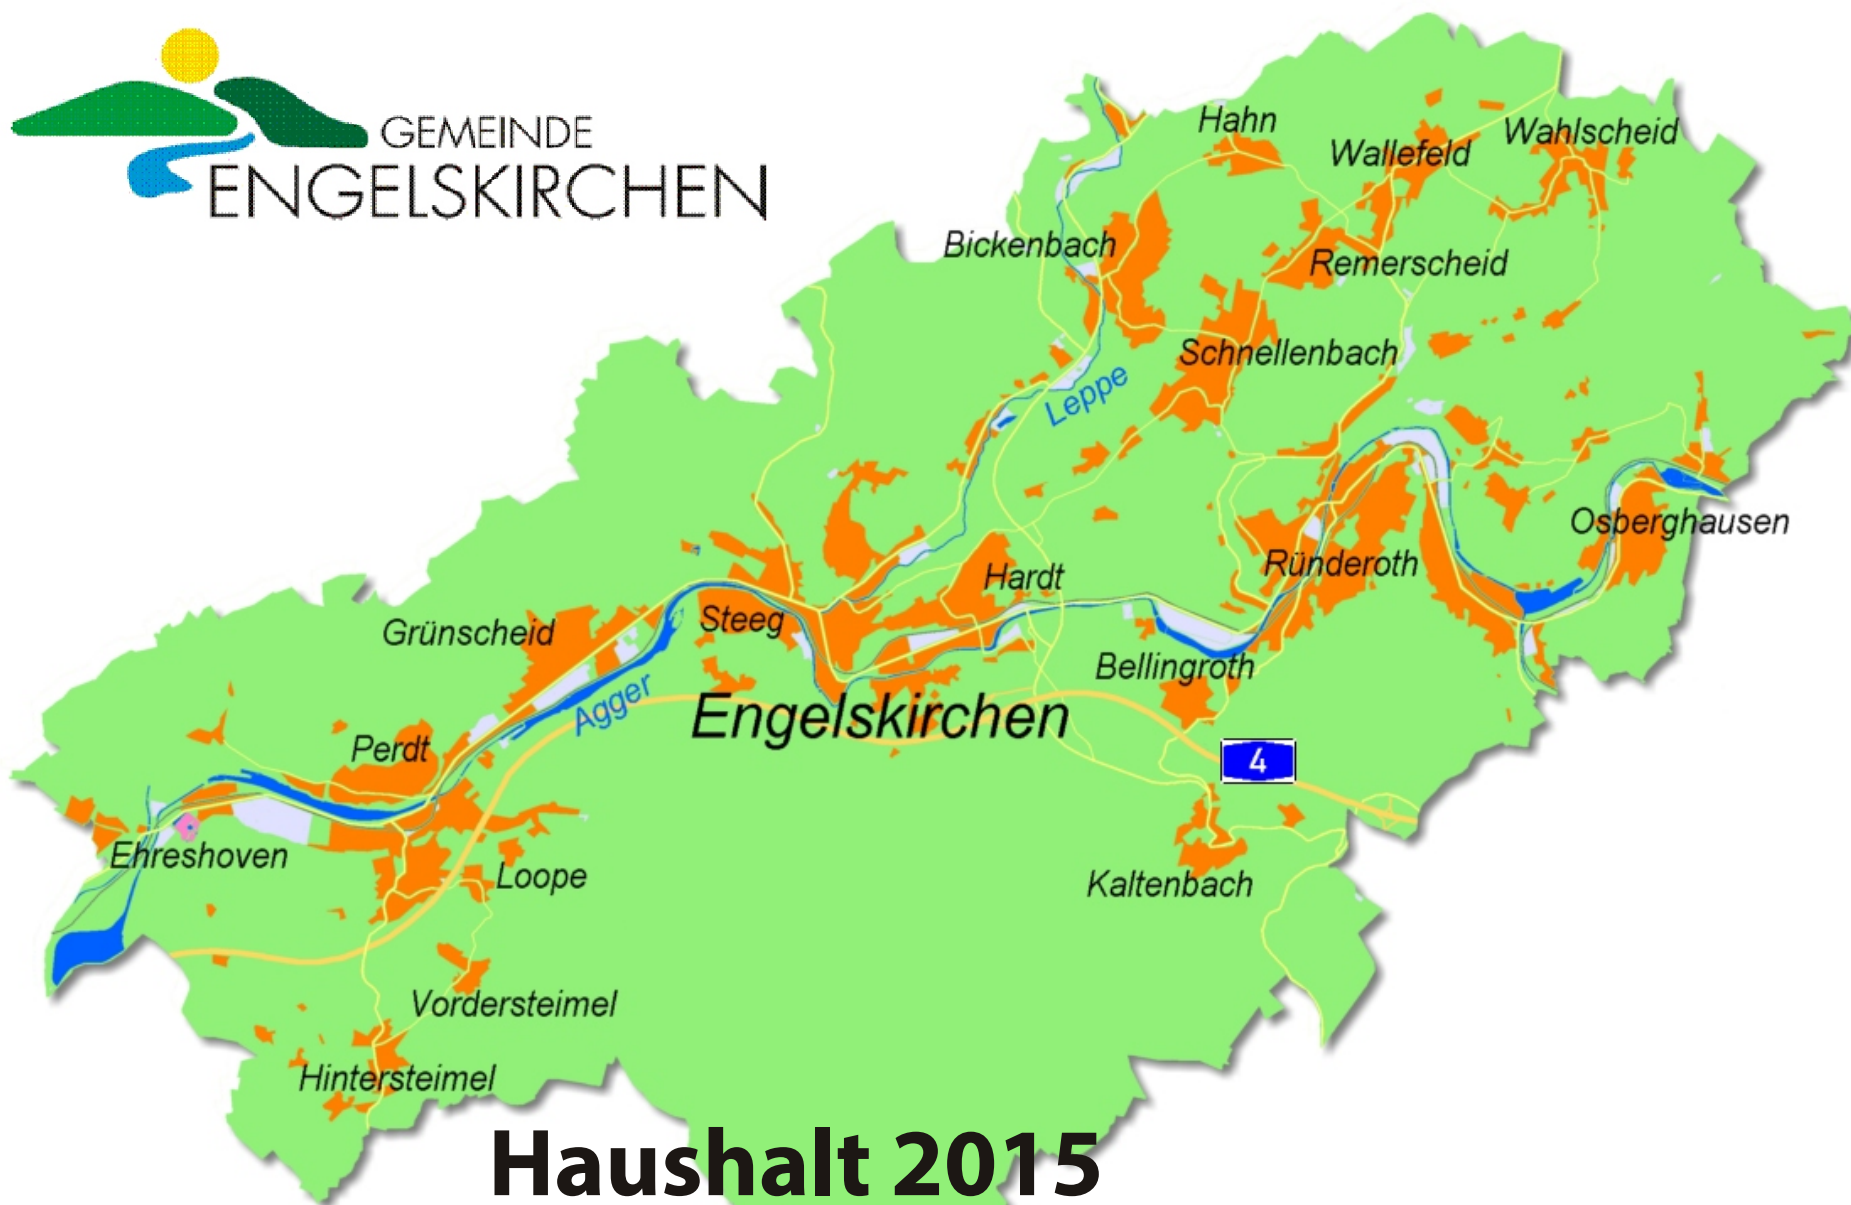 GEMEINDE
ENGELSKIRCHEN
Hahn
Wallefeld
Wahlscheid
Bickenbach
Remerscheid
Schnellenbach
Leppe
Osberghausen
Ründeroth
Hardt
Steeg
Grünscheid
Bellingroth
Agger
Engelskirchen
Perdt
4
Ehreshoven
Loope
Kaltenbach
Vordersteimel
Hintersteimel
Haushalt 2015